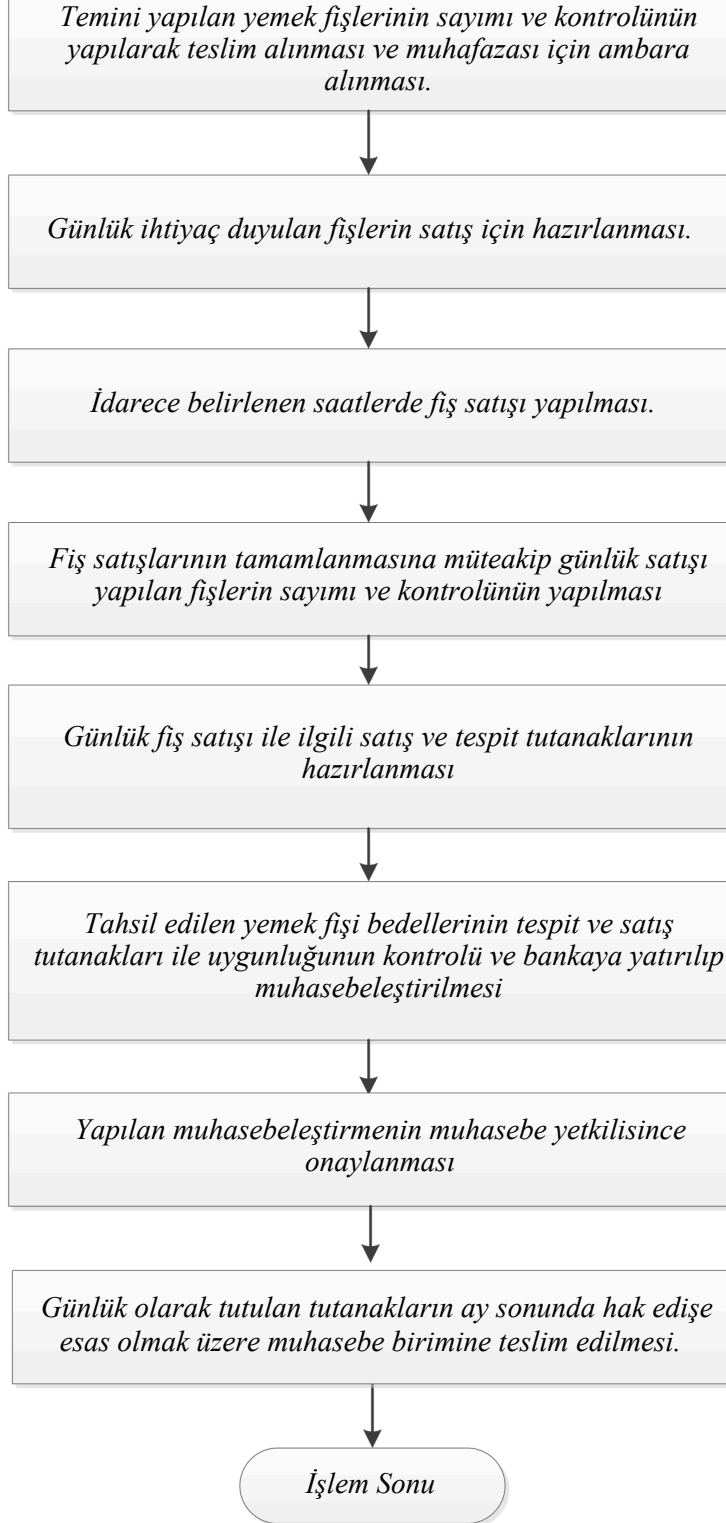 Temini yapılan yemek fişlerinin sayımı ve kontrolünün
yapılarak teslim alınması ve muhafazası için ambara
alınması.
Günlük ihtiyaç duyulan fişlerin satış için hazırlanması.
İdarece belirlenen saatlerde fiş satışı yapılması.
Fiş satışlarının tamamlanmasına müteakip günlük satışı
yapılan fişlerin sayımı ve kontrolünün yapılması
Günlük fiş satışı ile ilgili satış ve tespit tutanaklarının
hazırlanması
Tahsil edilen yemek fişi bedellerinin tespit ve satış
tutanakları ile uygunluğunun kontrolü ve bankaya yatırılıp
muhasebeleştirilmesi
Yapılan muhasebeleştirmenin muhasebe yetkilisince
onaylanması
Günlük olarak tutulan tutanakların ay sonunda hak edişe
esas olmak üzere muhasebe birimine teslim edilmesi.
İşlem Sonu